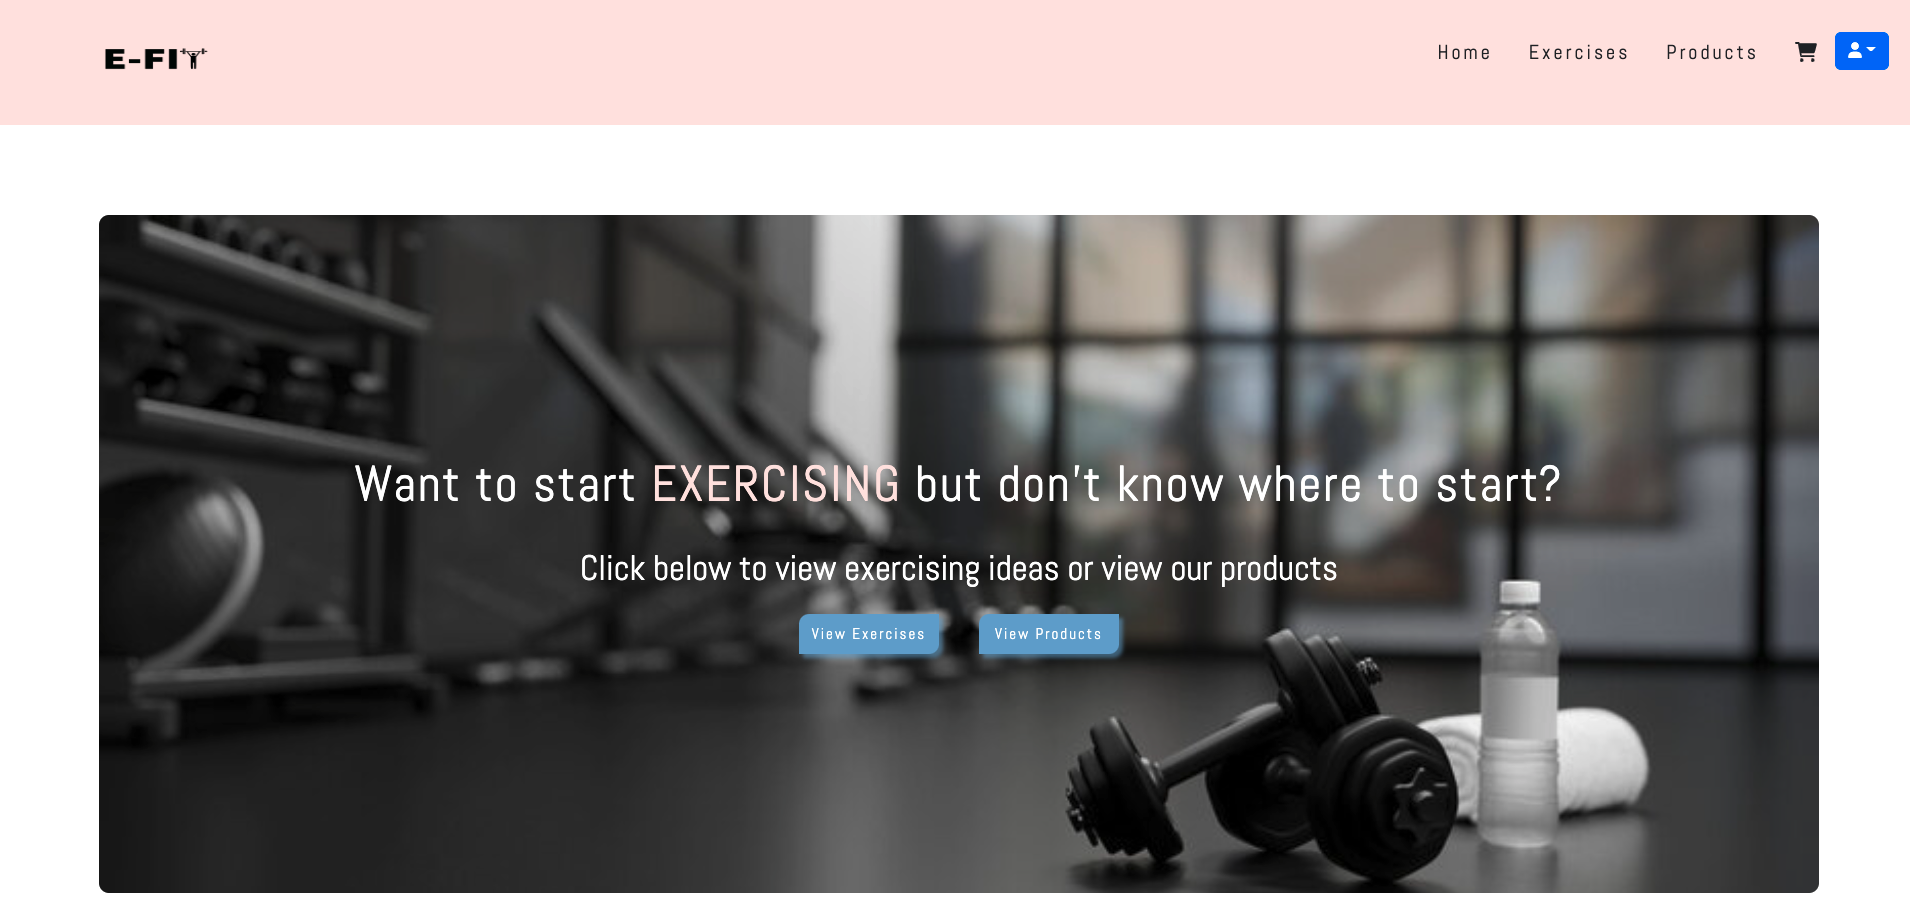 E-FIT
Home Exercises Products
Want to start EXERCISING but don't know where to start?
Click below to view exercising ideas or view our products
View Exercises View Products